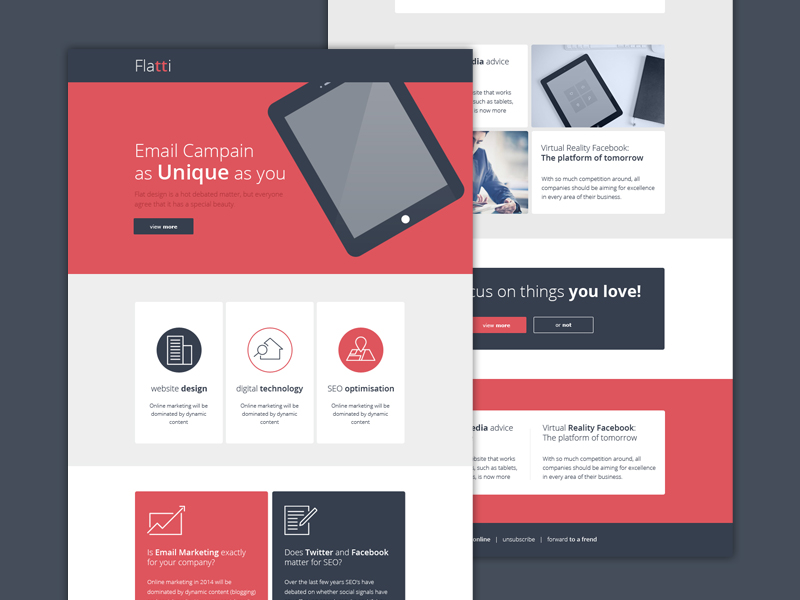 Flatti
Email Campain
as Unique as you
Flat design is a hot debated matter, but everyone
agree that it has a special beauty
view more
website design
Online marketing will be
dominated by dynamic
content
digital technology
Online marketing will be
dominated by dynamic
content
SEO optimisation
Online marketing will be
dominated by dynamic
content
Is Email Marketing exactly
for your company?
Online marketing in 2014 will be
dominated by dynamic content (blogging)
Does Twitter and Facebook
matter for SEO?
Over the last few years SEO's have
debated on whether social signals have
dia advice
bsite that works
such as tablets,
is now more
Virtual Reality Facebook:
The platform of tomorrow
With so much competition around, all
companies should be aiming for excellence
in every area of their business.
cus on things you love!
view more
or not
edia advice
ebsite that works
, such as tablets,
, is now more
Virtual Reality Facebook:
The platform of tomorrow
With so much competition around, all
companies should be aiming for excellence
in every area of their business.
online | unsubscribe | forward to a frend